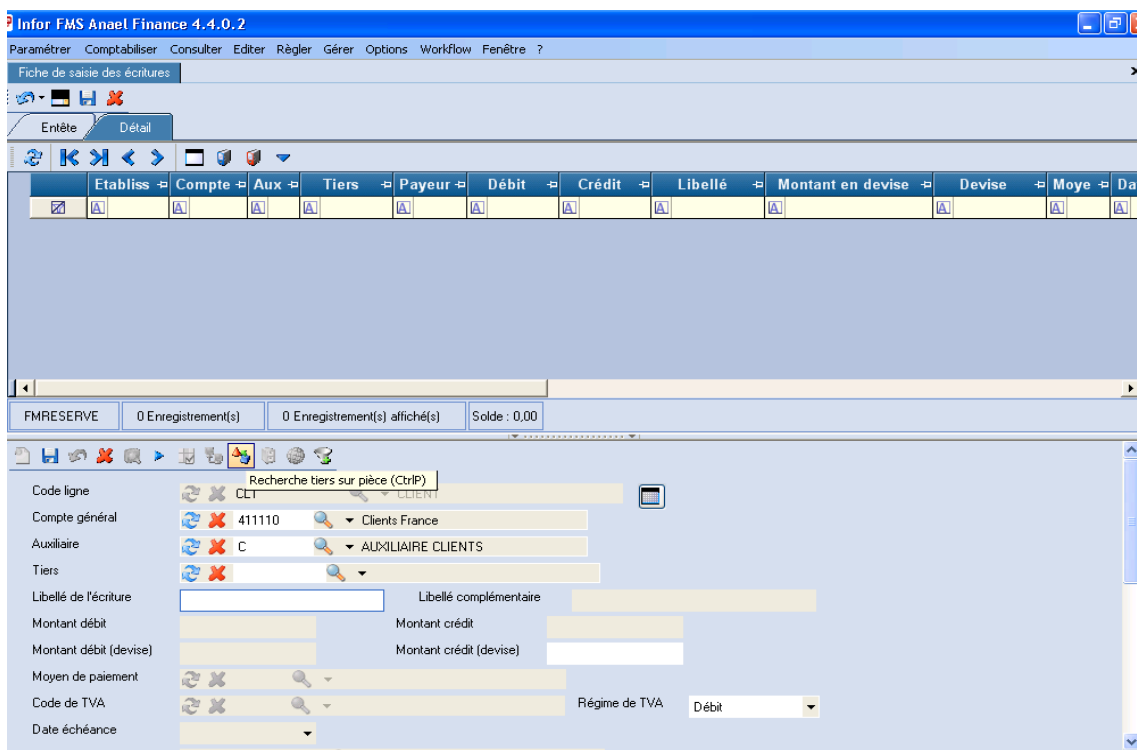 Infor FMS Anael Finance 4.4.0.2
Paramétrer Comptabiliser Consulter Editer Règler Gérer Options Workflow Fenêtre ?
Fiche de saisie des écritures
Entête Détail
Etabliss Compte Aux Tiers Payeur Débit Crédit Libellé Montant en devise Devise Moye Da
A A A A A A A A A A A A
FMRESERVE 0 Enregistrement(s) 0 Enregistrement(s) affiché(s) Solde : 0,00
Recherche tiers sur pièce (CtrlP)
Code ligne CLT CLIENT
Compte général 411110 Clients France
Auxiliaire C AUXILIAIRE CLIENTS
Tiers
Libellé de l'écriture Libellé complémentaire
Montant débit Montant crédit
Montant débit (devise) Montant crédit (devise)
Moyen de paiement
Code de TVA Régime de TVA Débit
Date échéance